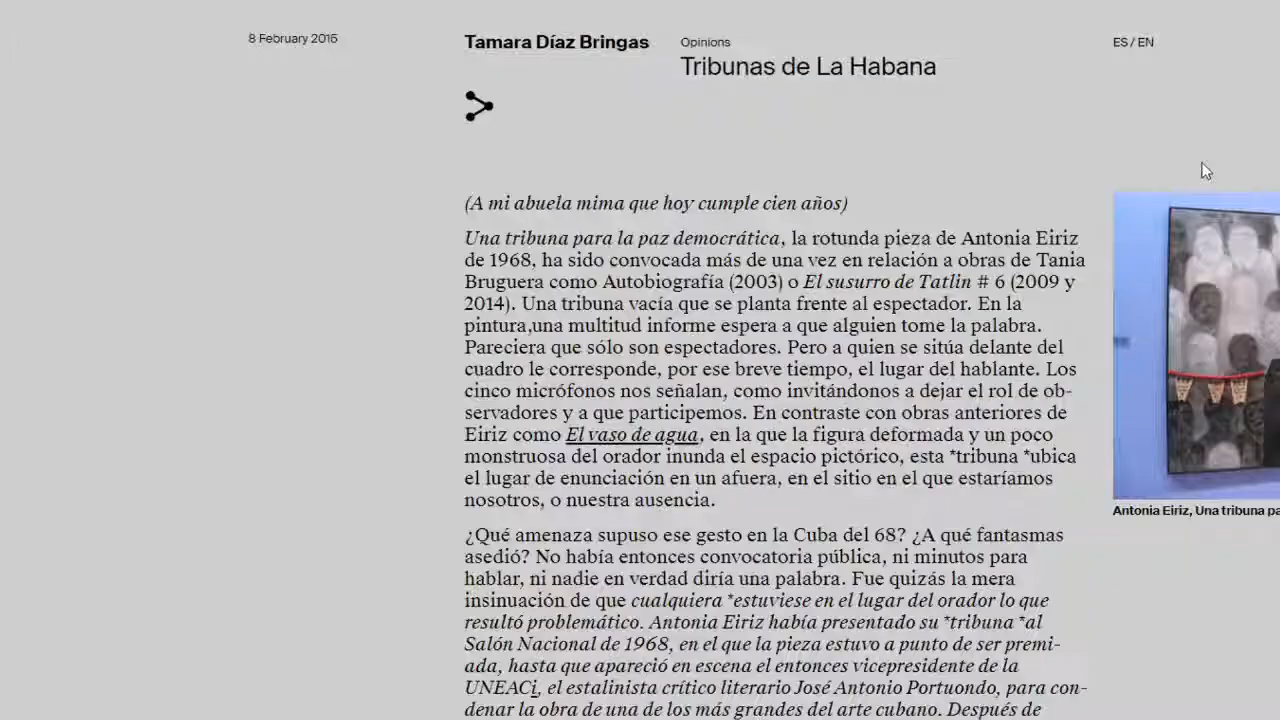 8 February 2015
Tamara Díaz Bringas
Opinions
Tribunas de La Habana
ES / EN
(A mi abuela mima que hoy cumple cien años)
Una tribuna para la paz democrática, la rotunda pieza de Antonia Eiriz
de 1968, ha sido convocada más de una vez en relación a obras de Tania
Bruguera como Autobiografía (2003) o El susurro de Tatlin # 6 (2009 y
2014). Una tribuna vacía que se planta frente al espectador. En la
pintura,una multitud informe espera a que alguien tome la palabra.
Pareciera que sólo son espectadores. Pero a quien se sitúa delante del
cuadro le corresponde, por ese breve tiempo, el lugar del hablante. Los
cinco micrófonos nos señalan, como invitándonos a dejar el rol de ob-
servadores y a que participemos. En contraste con obras anteriores de
Eiriz como El vaso de agua, en la que la figura deformada y un poco
monstruosa del orador inunda el espacio pictórico, esta *tribuna *ubica
el lugar de enunciación en un afuera, en el sitio en el que estaríamos
nosotros, o nuestra ausencia.
Antonia Eiriz, Una tribuna pa
¿Qué amenaza supuso ese gesto en la Cuba del 68? ¿A qué fantasmas
asedió? No había entonces convocatoria pública, ni minutos para
hablar, ni nadie en verdad diría una palabra. Fue quizás la mera
insinuación de que cualquiera *estuviese en el lugar del orador lo que
resultó problemático. Antonia Eiriz había presentado su *tribuna *al
Salón Nacional de 1968, en el que la pieza estuvo a punto de ser premi-
ada, hasta que apareció en escena el entonces vicepresidente de la
UNEACi, el estalinista crítico literario José Antonio Portuondo, para con-
denar la obra de una de los más grandes del arte cubano. Después de